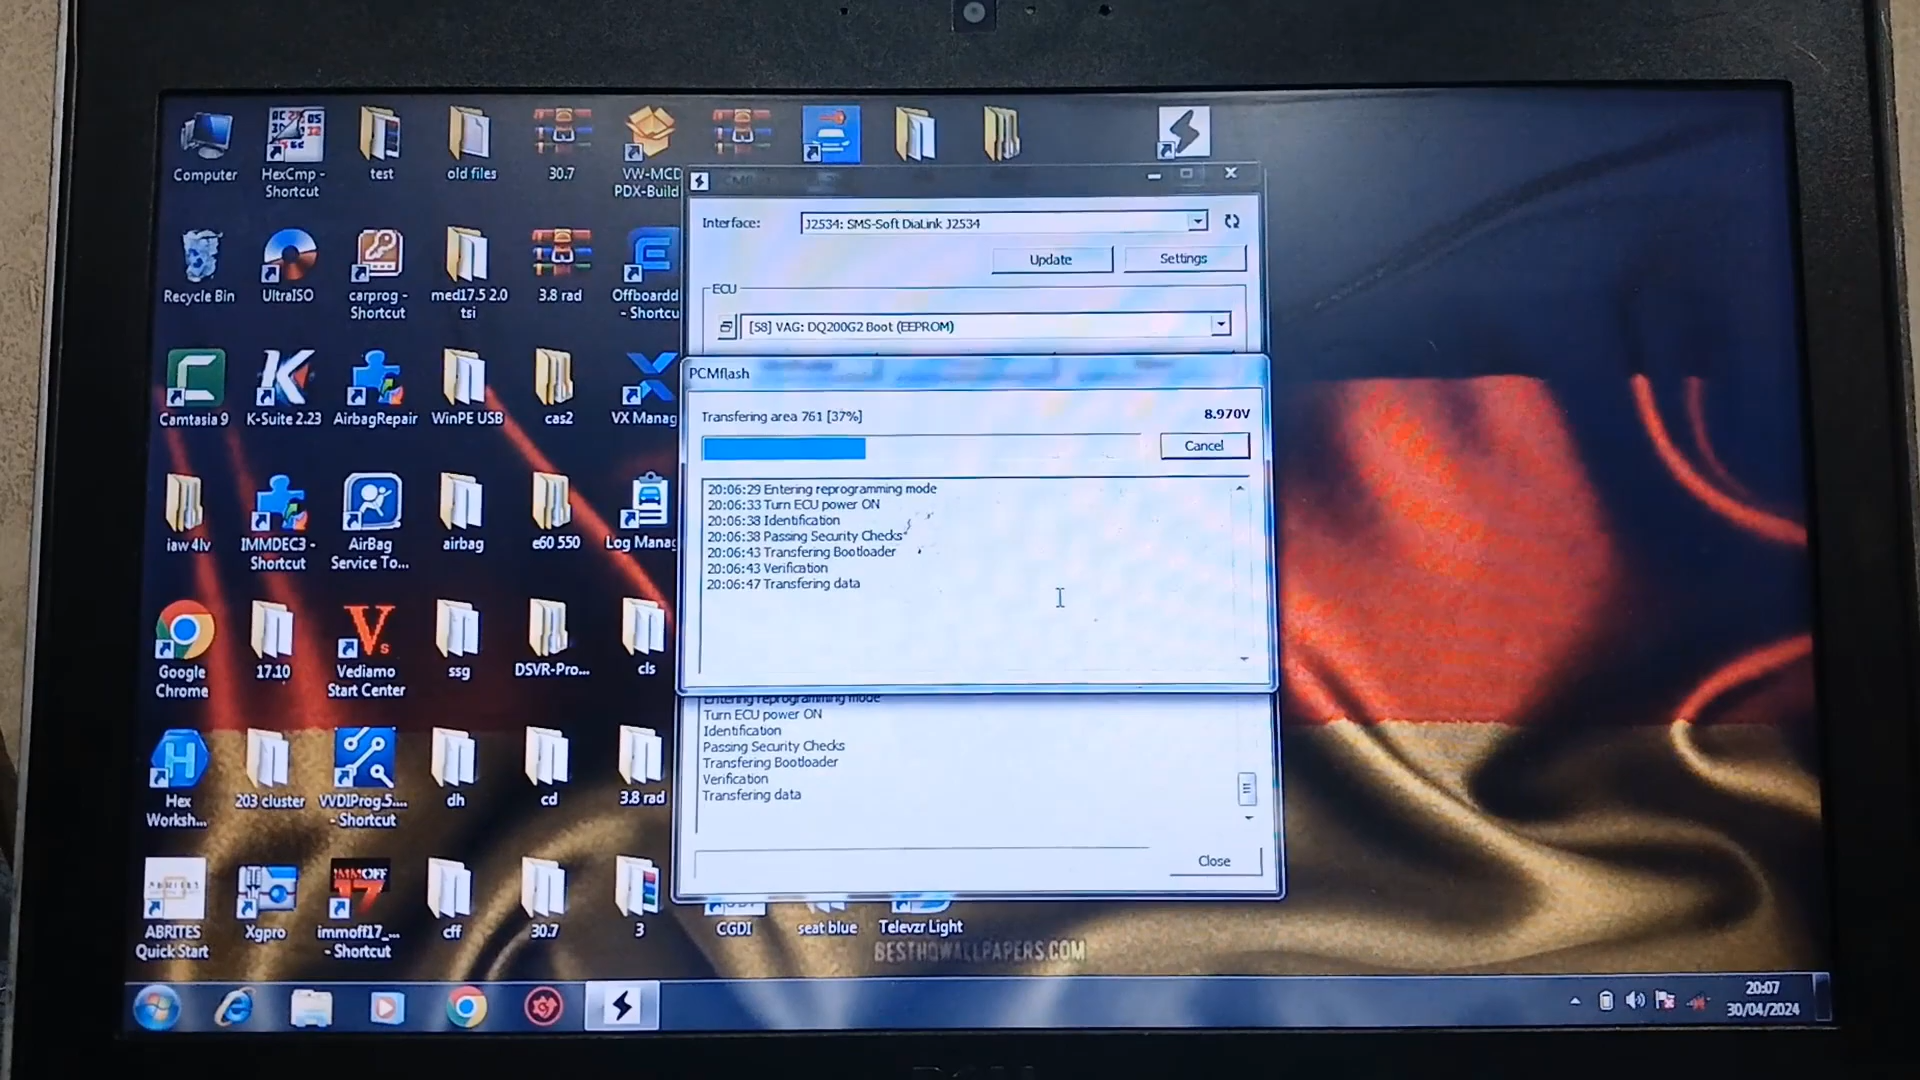 Computer
HexCmp -
Shortcut
test
old files
30.7
VW-MCD
PDX-Build
Recycle Bin
UltraISO
carprog -
Shortcut
med17.5 2.0
tsi
3.8 rad
Offboardd
- Shortcu
Camtasia 9
K-Suite 2.23
AirbagRepair
WinPE USB
cas2
VX Manag
iaw 4lv
IMMDEC3 -
Shortcut
AirBag
Service To...
airbag
e60 550
Log Mana
Google
Chrome
17.10
Vediamo
Start Center
ssg
DSVR-Pro...
cls
Hex
Worksh...
203 cluster
VVDIProg.5....
- Shortcut
dh
cd
3.8 rad
ABRITES
Quick Start
Xgpro
IMMOFF
17
immoff17_...
- Shortcut
cff
30.7
3
CGDI
seat blue
Televzr Light
Interface:
J2534: SMS-Soft DiaLink J2534
Update
Settings
ECU
[58] VAG: DQ200G2 Boot (EEPROM)
PCMflash
Transfering area 761 [37%]
8.970V
Cancel
20:06:29 Entering reprogramming mode
20:06:33 Turn ECU power ON
20:06:38 Identification
20:06:38 Passing Security Checks
20:06:43 Transfering Bootloader
20:06:43 Verification
20:06:47 Transfering data
Entering reprogramming mode
Turn ECU power ON
Identification
Passing Security Checks
Transfering Bootloader
Verification
Transfering data
Close
BESTHQWALLPAPERS.COM
20:07
30/04/2024